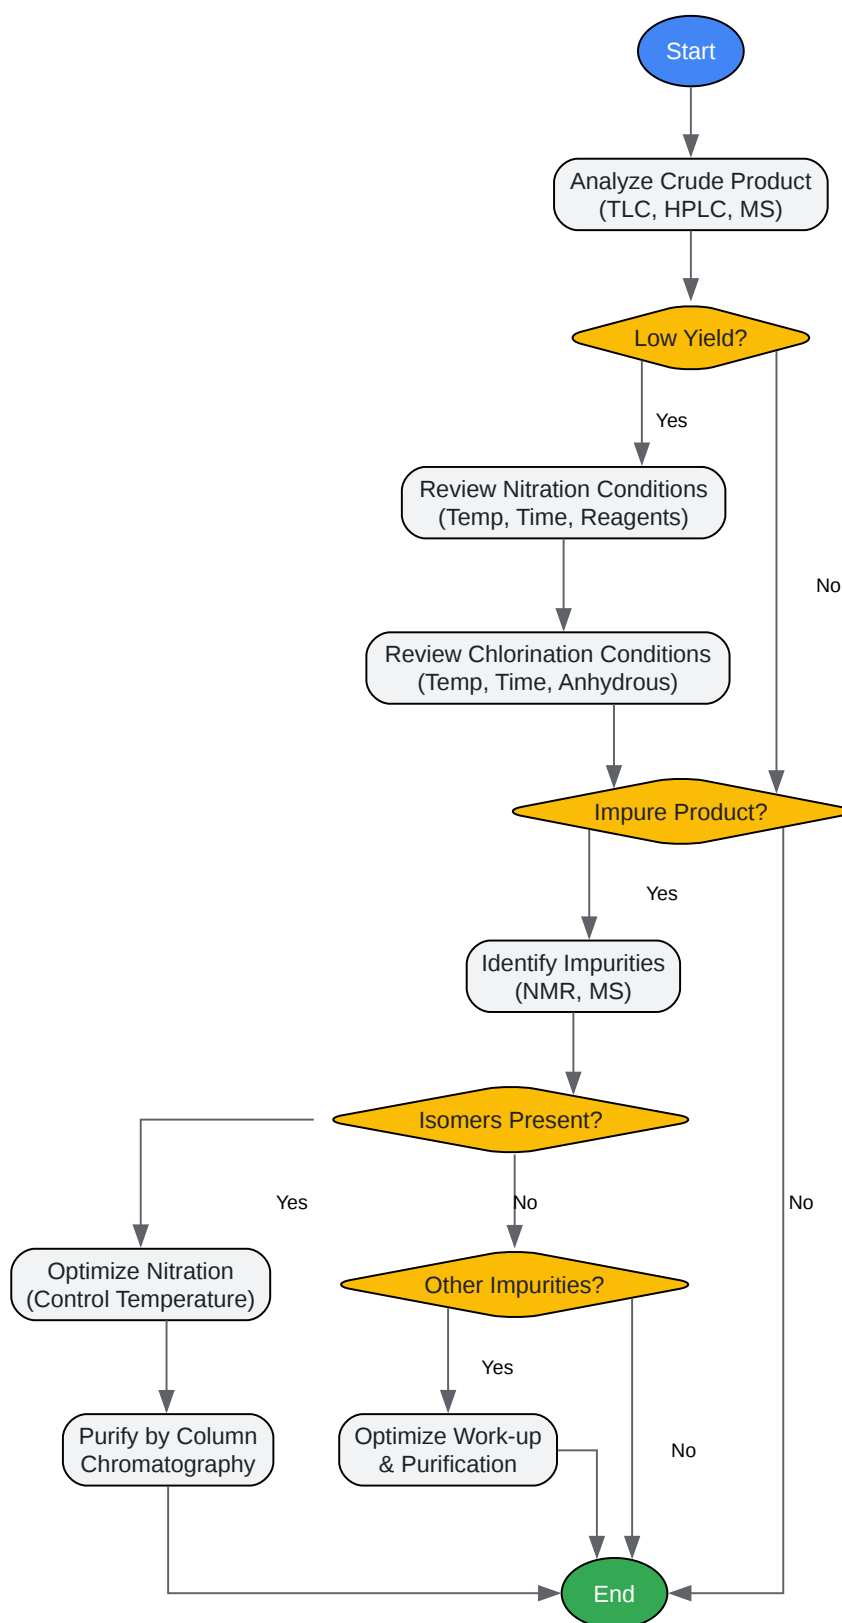 Start
Analyze Crude Product
(TLC, HPLC, MS)
Low Yield?
Yes
Review Nitration Conditions
(Temp, Time, Reagents)
No
Review Chlorination Conditions
(Temp, Time, Anhydrous)
Impure Product?
Yes
Identify Impurities
(NMR, MS)
Isomers Present?
Yes
No
No
Optimize Nitration
(Control Temperature)
Other Impurities?
Yes
Purify by Column
Chromatography
Optimize Work-up
& Purification
No
End